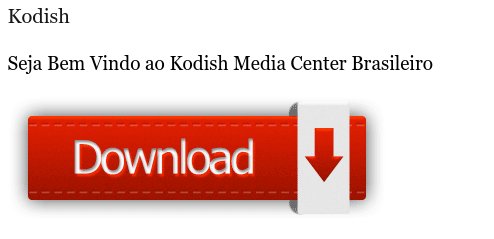 Kodish
Seja Bem Vindo ao Kodish Media Center Brasileiro
Download